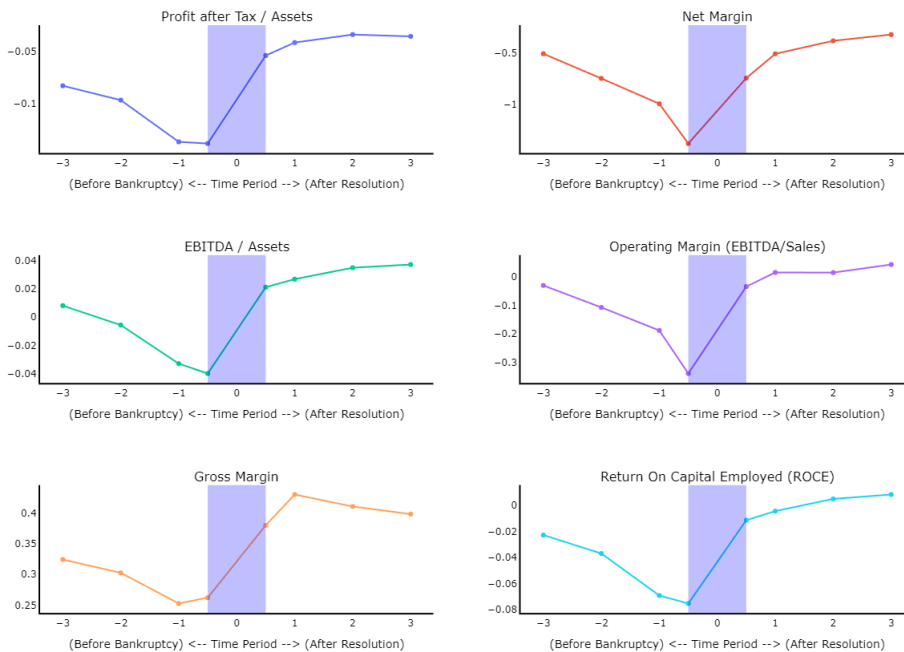 Profit after Tax / Assets
−0.05
−0.1
−3 −2 −1 0 1 2 3
(Before Bankruptcy) <-- Time Period --> (After Resolution)
Net Margin
−0.5
−1
−3 −2 −1 0 1 2 3
(Before Bankruptcy) <-- Time Period --> (After Resolution)
EBITDA / Assets
0.04
0.02
0
−0.02
−0.04
−3 −2 −1 0 1 2 3
(Before Bankruptcy) <-- Time Period --> (After Resolution)
Operating Margin (EBITDA/Sales)
0
−0.1
−0.2
−0.3
−3 −2 −1 0 1 2 3
(Before Bankruptcy) <-- Time Period --> (After Resolution)
Gross Margin
0.4
0.35
0.3
0.25
−3 −2 −1 0 1 2 3
(Before Bankruptcy) <-- Time Period --> (After Resolution)
Return On Capital Employed (ROCE)
0
−0.02
−0.04
−0.06
−0.08
−3 −2 −1 0 1 2 3
(Before Bankruptcy) <-- Time Period --> (After Resolution)